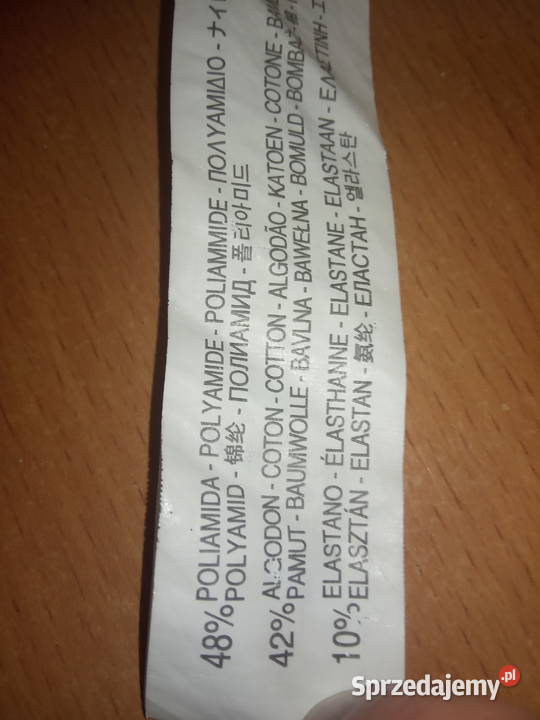 48% POLIAMIDA - POLYAMIDE - POLIAMMIDE - ΠΟΛΥΑΜΙΔΙΟ - ナイ
POLYAMID - 锦纶 - ПОЛИАМИД - 폴리아미드
42% ALGODON - COTON - COTTON - ALGODÃO - KATOEN - COTONE
PAMUT - BAUMWOLLE - BAVLNA - BAWEŁNA - BOMULD
10% ELASTANO - ÉLASTHANNE - ELASTANE - ELASTAAN
ELASZTÁN - ELASTAN - 氨纶 - ЕЛАСТАН - 엘라스탄
Sprzedajemy.pl